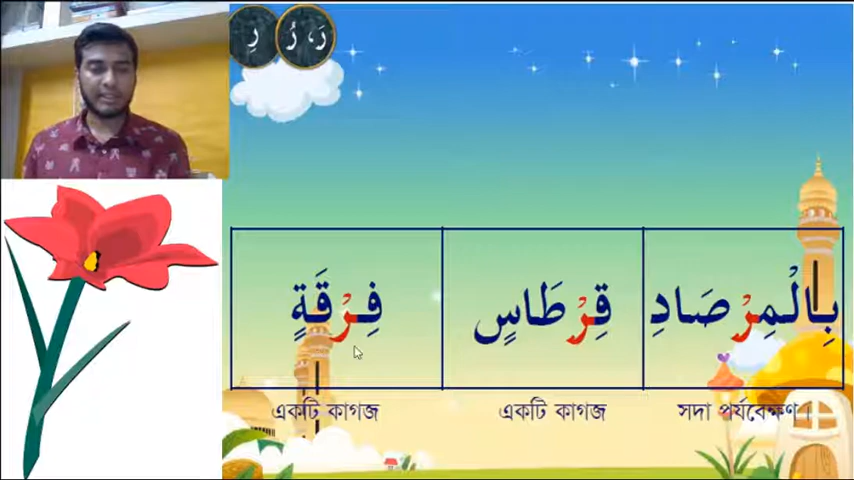 رَ، رُ رِ
بِالْمِرْصَادِ قِرْطَاسٍ فِرْقَةٍ
একটি কাগজ একটি কাগজ সদা পর্যবেক্ষণ।